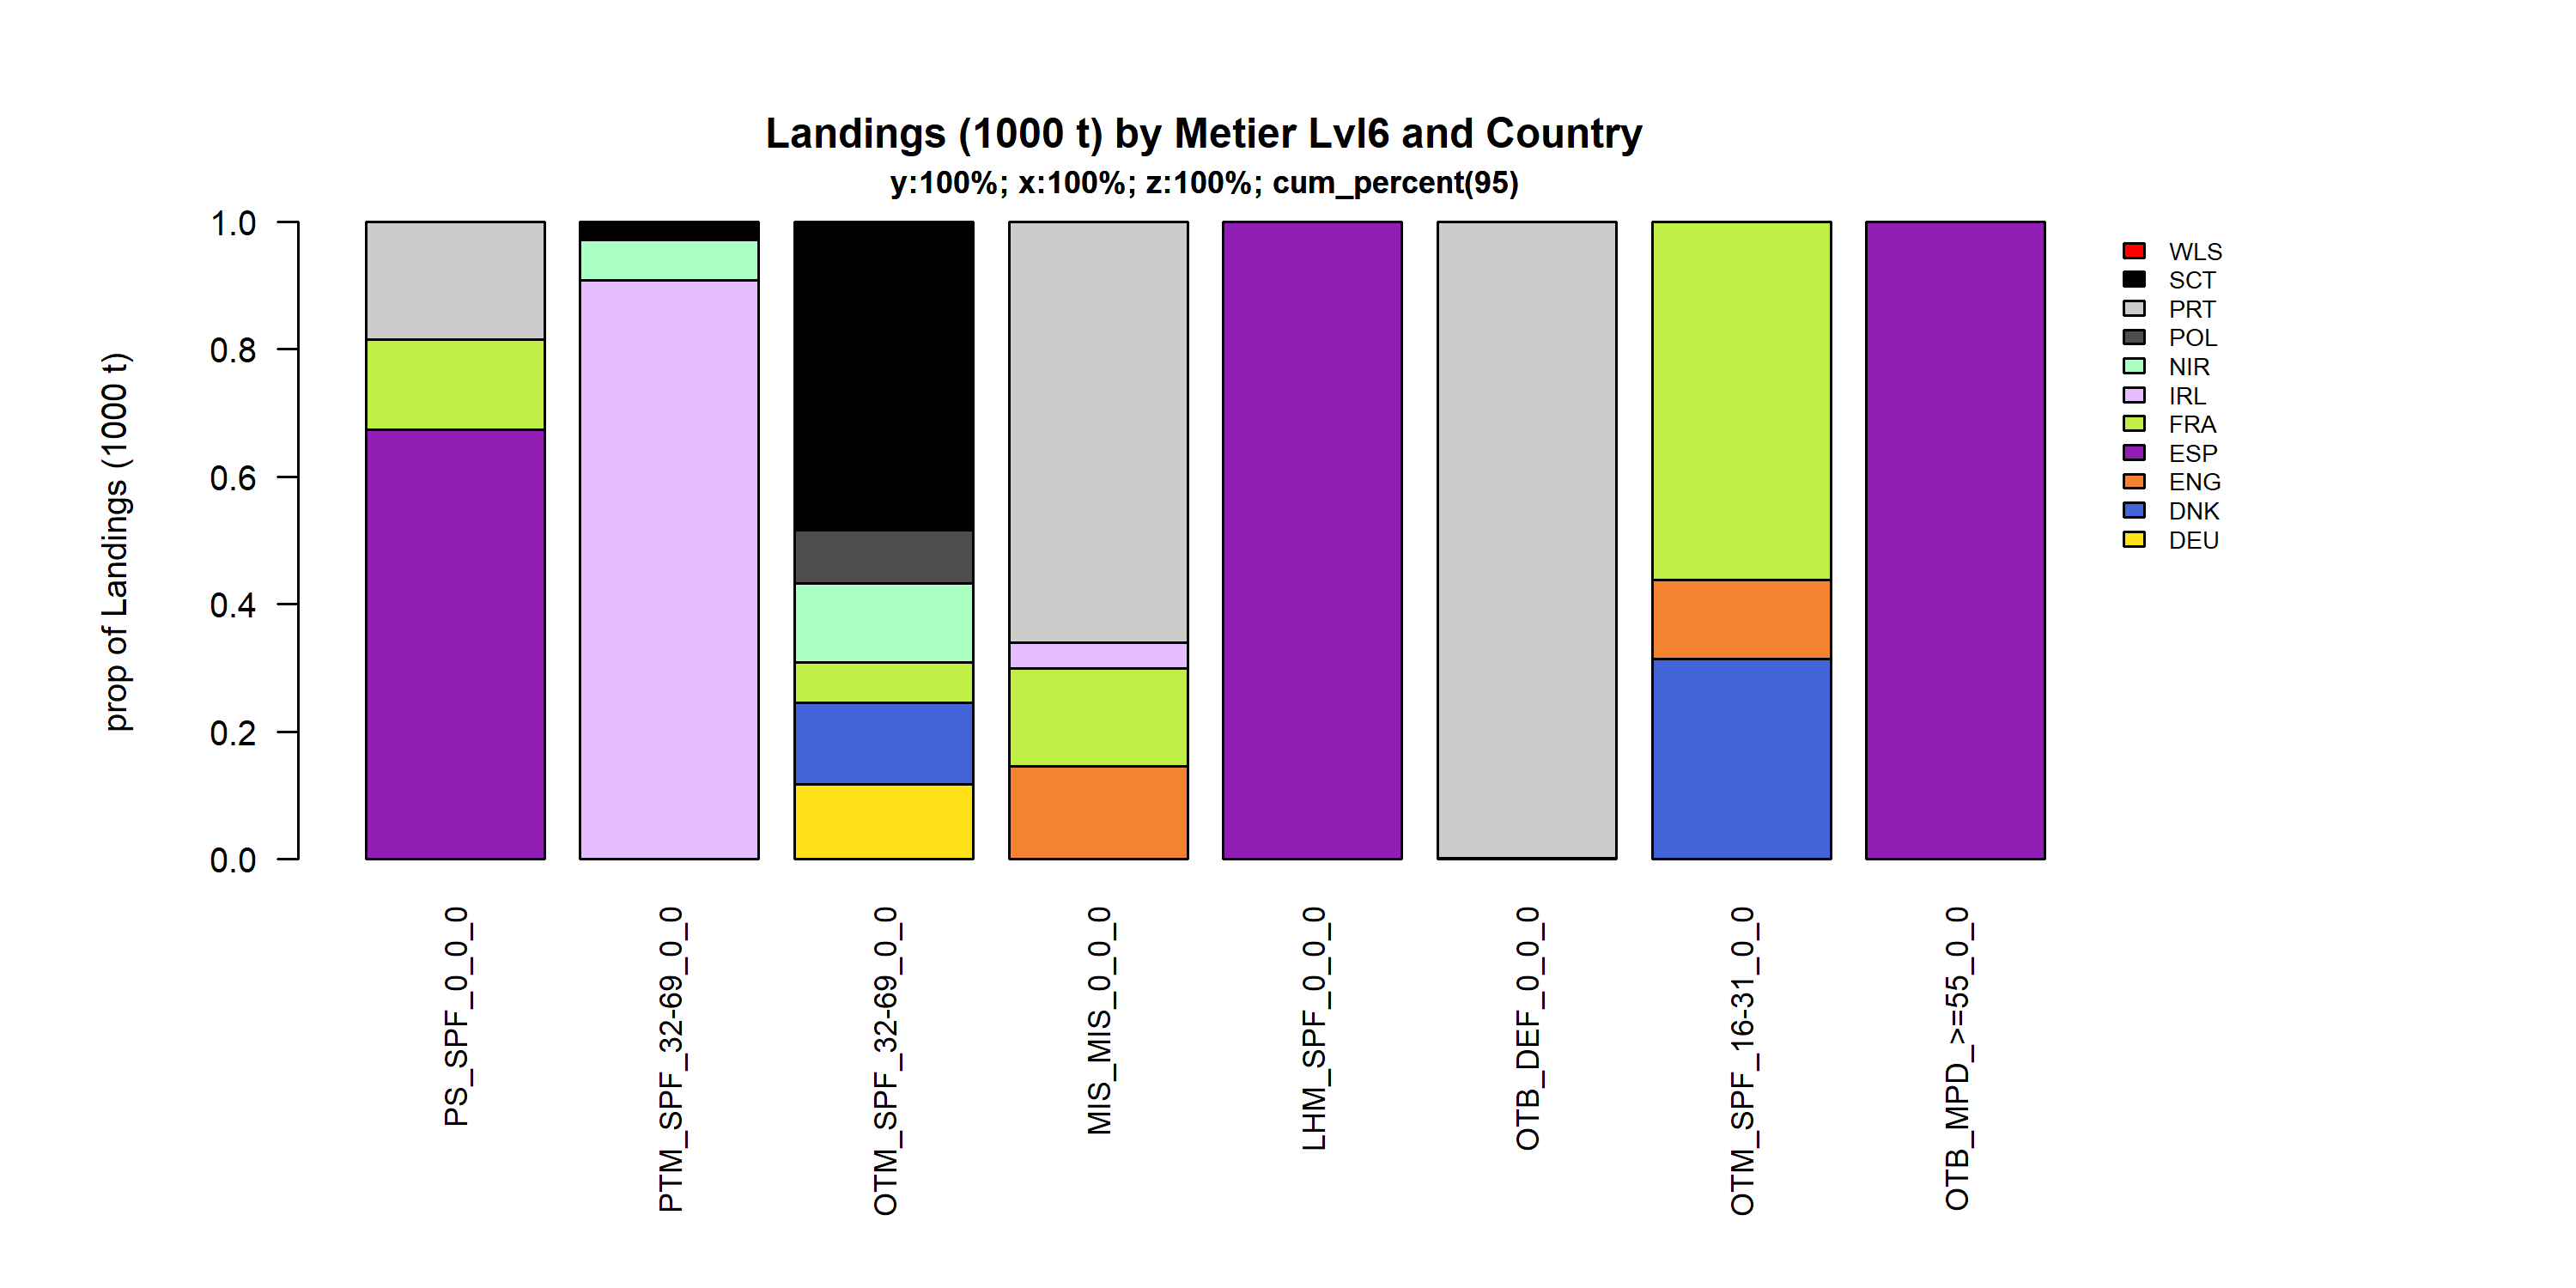 Landings (1000 t) by Metier Lvl6 and Country
y:100%; x:100%; z:100%; cum_percent(95)
prop of Landings (1000 t)
1.0
0.8
0.6
0.4
0.2
0.0
PS_SPF_0_0_0
PTM_SPF_32-69_0_0
OTM_SPF_32-69_0_0
MIS_MIS_0_0_0
LHM_SPF_0_0_0
OTB_DEF_0_0_0
OTM_SPF_16-31_0_0
OTB_MPD_>=55_0_0
WLS
SCT
PRT
POL
NIR
IRL
FRA
ESP
ENG
DNK
DEU